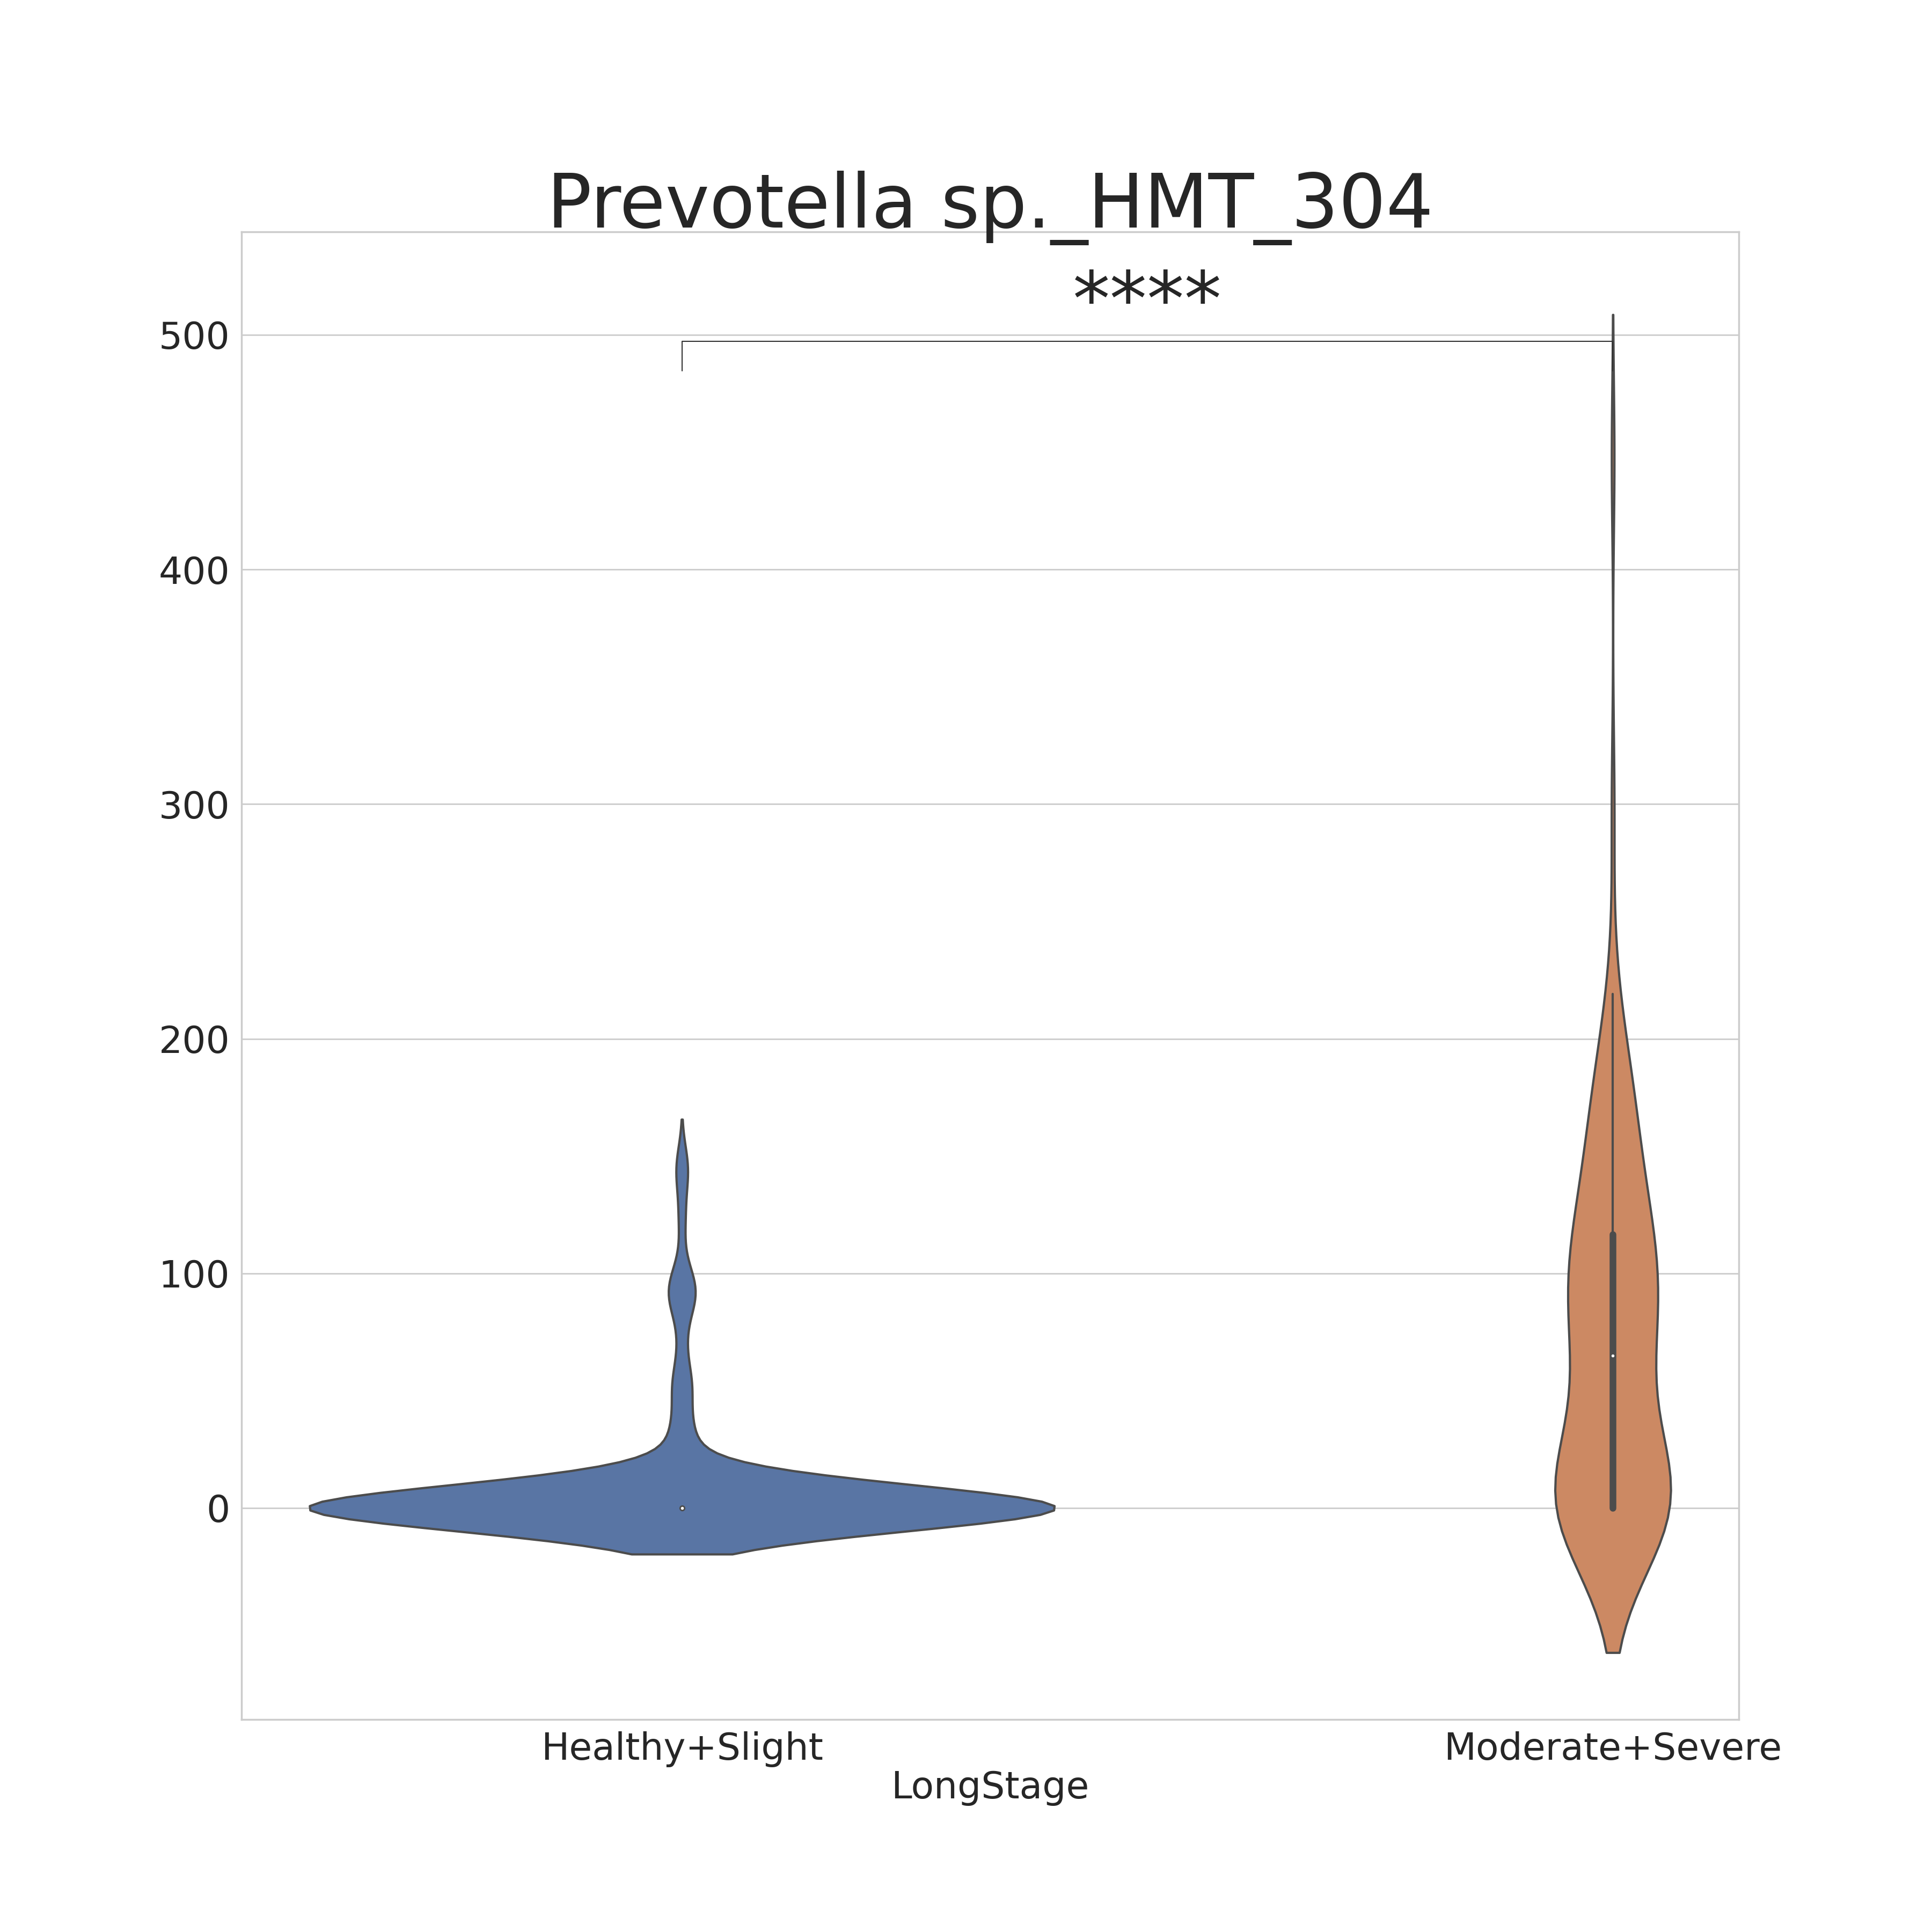 Prevotella sp._HMT_304
****
500
400
300
200
100
0
Healthy+Slight Moderate+Severe
LongStage